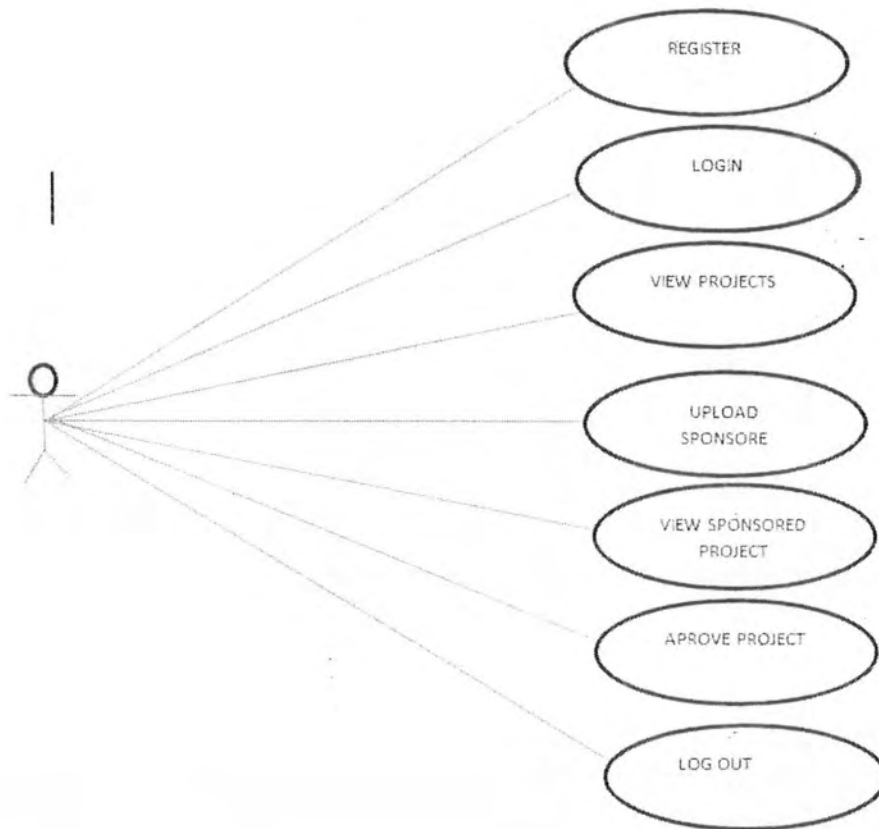 REGISTER
LOGIN
VIEW PROJECTS
UPLOAD
SPONSORE
VIEW SPONSORED
PROJECT
APROVE PROJECT
LOG OUT